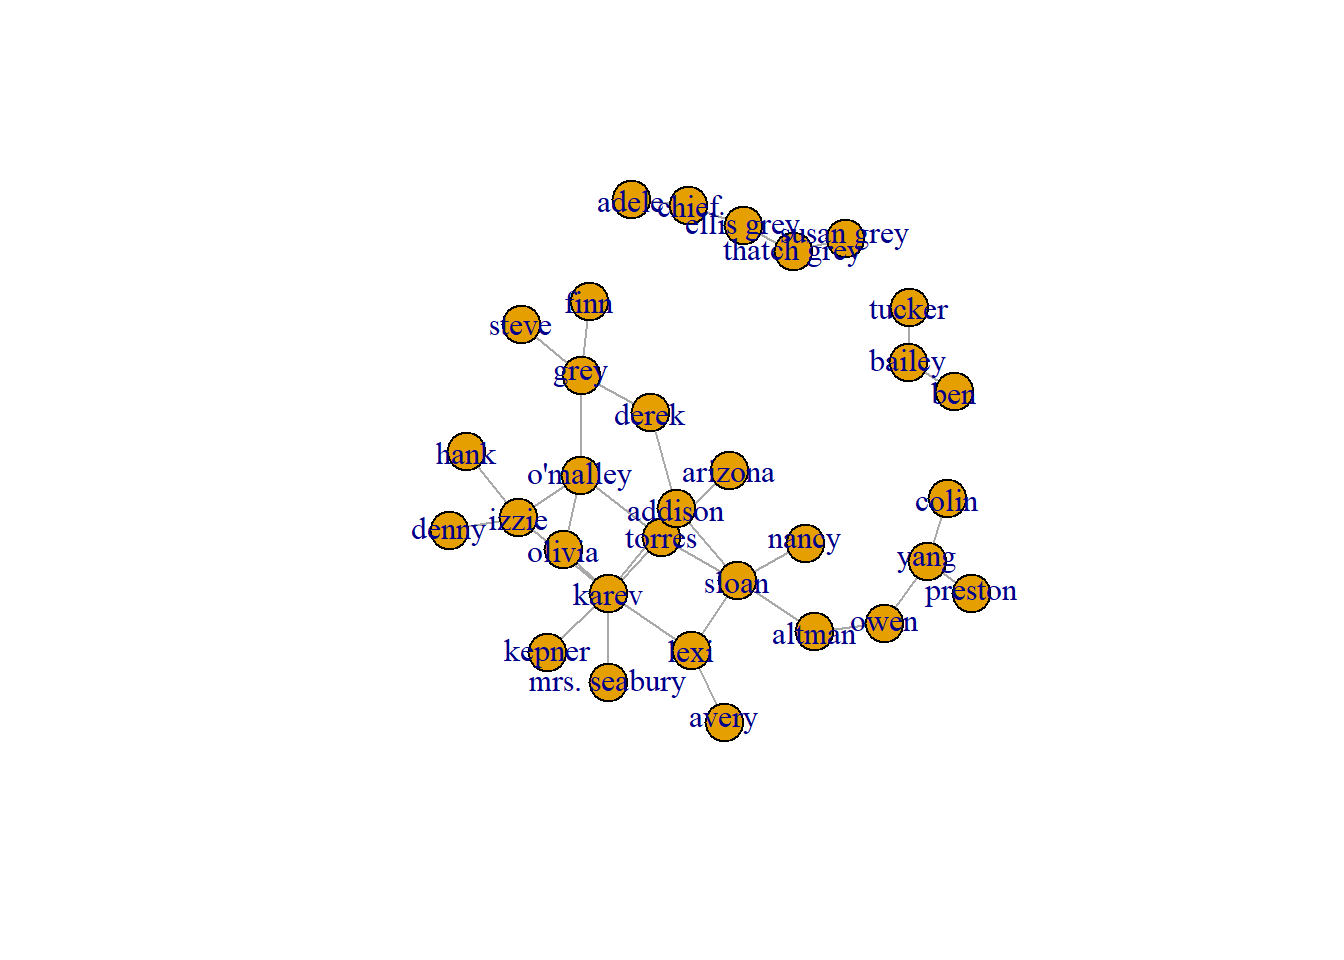 adele
chief
ellis grey
susan grey
thatch grey
finn
tucker
steve
bailey
grey
ben
derek
hank
arizona
o'malley
colin
addison
izzie
denny
torres
nancy
olivia
yang
sloan
preston
karev
owen
altman
kepner
lexi
mrs. seabury
avery